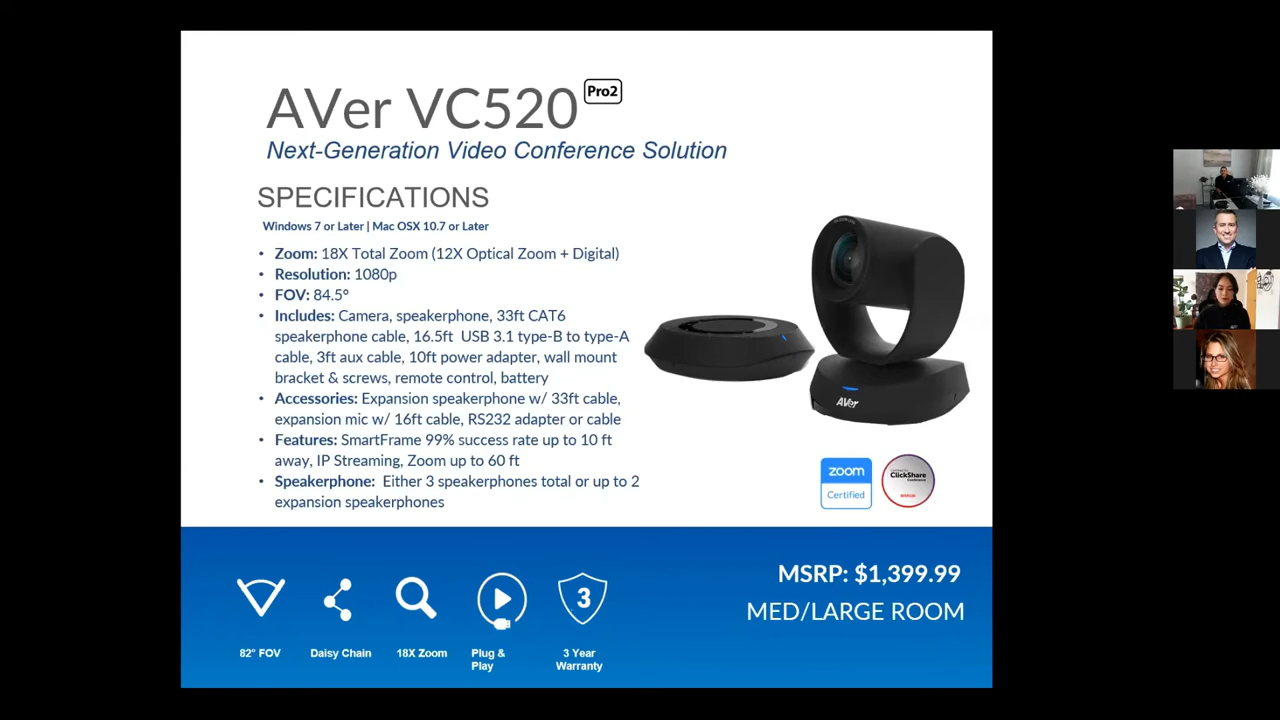 AVer VC520 Pro2
Next-Generation Video Conference Solution
SPECIFICATIONS
Windows 7 or Later | Mac OSX 10.7 or Later
• Zoom: 18X Total Zoom (12X Optical Zoom + Digital)
• Resolution: 1080p
• FOV: 84.5°
• Includes: Camera, speakerphone, 33ft CAT6
speakerphone cable, 16.5ft USB 3.1 type-B to type-A
cable, 3ft aux cable, 10ft power adapter, wall mount
bracket & screws, remote control, battery
• Accessories: Expansion speakerphone w/ 33ft cable,
expansion mic w/ 16ft cable, RS232 adapter or cable
• Features: SmartFrame 99% success rate up to 10 ft
away, IP Streaming, Zoom up to 60 ft
• Speakerphone: Either 3 speakerphones total or up to 2
expansion speakerphones
AVer
zoom
Certified
ClickShare
Conference
MSRP: $1,399.99
MED/LARGE ROOM
3
82° FOV
Daisy Chain
18X Zoom
Plug &
Play
3 Year
Warranty